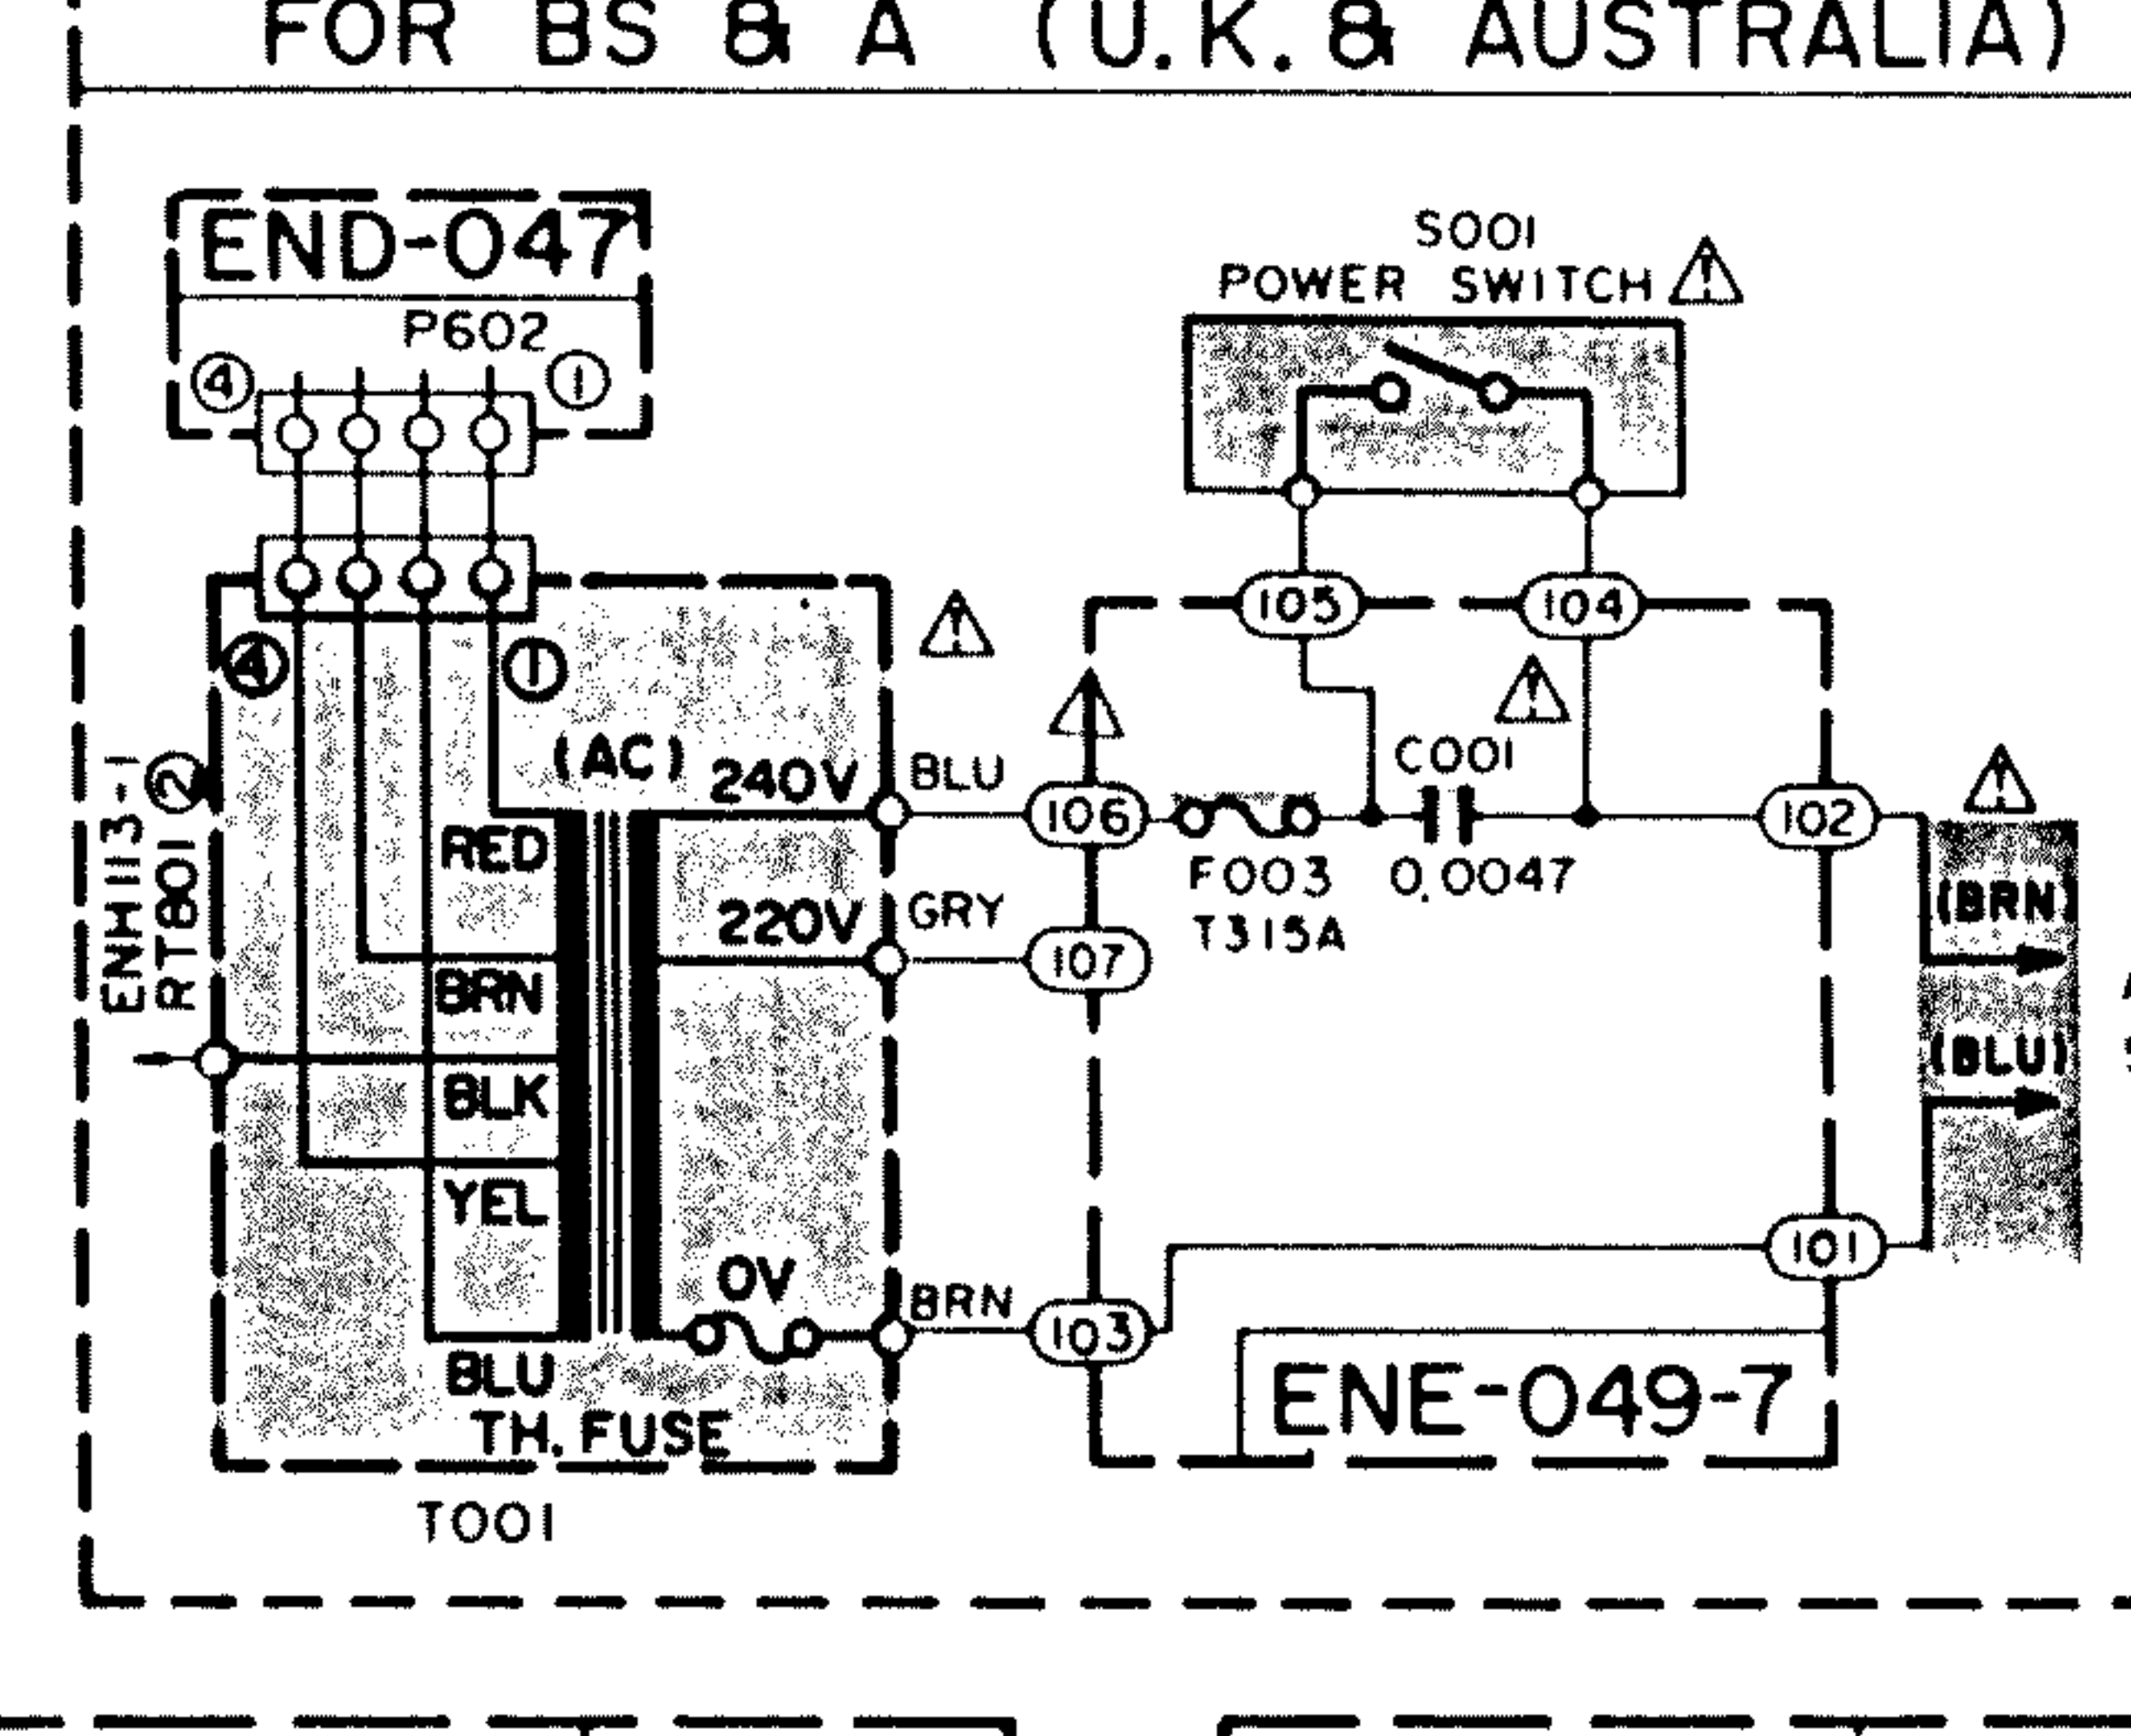 FOR BS & A (U.K. & AUSTRALIA)
END-047
P602
④ ①
S001
POWER SWITCH
105 104
④ ①
ENH113-1
RT801 ②
(AC)
240V BLU 106
F003
T315A
C001
0.0047
102
RED
220V GRY 107
(BRN)
BRN
(BLU)
BLK
YEL
101
0V BRN 103
BLU
TH. FUSE
ENE-049-7
T001